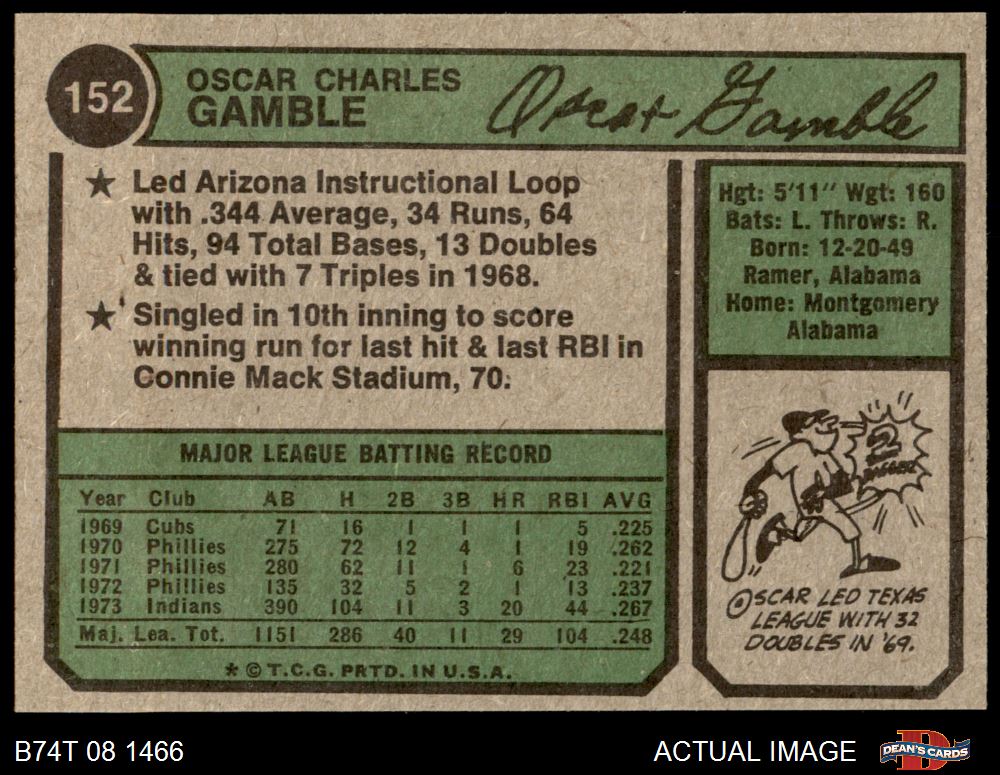 152
OSCAR CHARLES
GAMBLE
Oscar Gamble
★ Led Arizona Instructional Loop
with .344 Average, 34 Runs, 64
Hits, 94 Total Bases, 13 Doubles
& tied with 7 Triples in 1968.
★ Singled in 10th inning to score
winning run for last hit & last RBI in
Connie Mack Stadium, 70.
Hgt: 5'11" Wgt: 160
Bats: L. Throws: R.
Born: 12-20-49
Ramer, Alabama
Home: Montgomery
Alabama
MAJOR LEAGUE BATTING RECORD
Year Club AB H 2B 3B HR RBI AVG
1969 Cubs 71 16 1 1 1 5 .225
1970 Phillies 275 72 12 4 1 19 .262
1971 Phillies 280 62 11 1 6 23 .221
1972 Phillies 135 32 5 2 1 13 .237
1973 Indians 390 104 11 3 20 44 .267
Maj. Lea. Tot. 1151 286 40 11 29 104 .248
* © T.C.G. PRTD. IN U.S.A.
2
BAGGER
OSCAR LED TEXAS
LEAGUE WITH 32
DOUBLES IN '69.
B74T 08 1466
ACTUAL IMAGE
DEAN'S CARDS